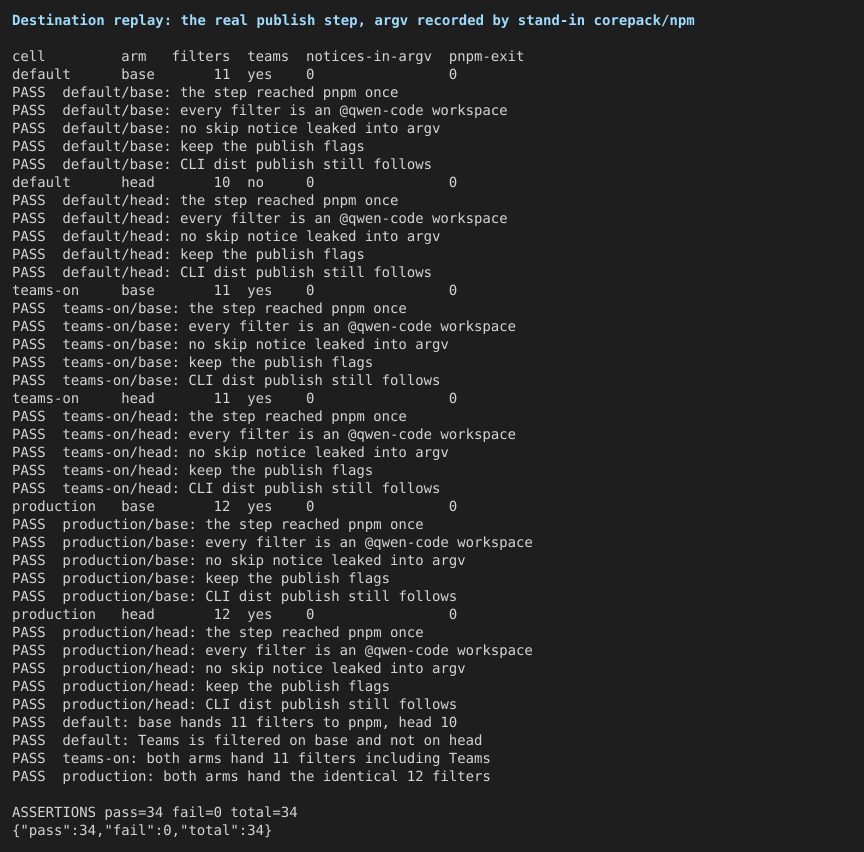 Destination replay: the real publish step, argv recorded by stand-in corepack/npm
cell         arm   filters  teams  notices-in-argv  pnpm-exit
default      base       11  yes    0                0
PASS  default/base: the step reached pnpm once
PASS  default/base: every filter is an @qwen-code workspace
PASS  default/base: no skip notice leaked into argv
PASS  default/base: keep the publish flags
PASS  default/base: CLI dist publish still follows
default      head       10  no     0                0
PASS  default/head: the step reached pnpm once
PASS  default/head: every filter is an @qwen-code workspace
PASS  default/head: no skip notice leaked into argv
PASS  default/head: keep the publish flags
PASS  default/head: CLI dist publish still follows
teams-on     base       11  yes    0                0
PASS  teams-on/base: the step reached pnpm once
PASS  teams-on/base: every filter is an @qwen-code workspace
PASS  teams-on/base: no skip notice leaked into argv
PASS  teams-on/base: keep the publish flags
PASS  teams-on/base: CLI dist publish still follows
teams-on     head       11  yes    0                0
PASS  teams-on/head: the step reached pnpm once
PASS  teams-on/head: every filter is an @qwen-code workspace
PASS  teams-on/head: no skip notice leaked into argv
PASS  teams-on/head: keep the publish flags
PASS  teams-on/head: CLI dist publish still follows
production   base       12  yes    0                0
PASS  production/base: the step reached pnpm once
PASS  production/base: every filter is an @qwen-code workspace
PASS  production/base: no skip notice leaked into argv
PASS  production/base: keep the publish flags
PASS  production/base: CLI dist publish still follows
production   head       12  yes    0                0
PASS  production/head: the step reached pnpm once
PASS  production/head: every filter is an @qwen-code workspace
PASS  production/head: no skip notice leaked into argv
PASS  production/head: keep the publish flags
PASS  production/head: CLI dist publish still follows
PASS  default: base hands 11 filters to pnpm, head 10
PASS  default: Teams is filtered on base and not on head
PASS  teams-on: both arms hand 11 filters including Teams
PASS  production: both arms hand the identical 12 filters
ASSERTIONS pass=34 fail=0 total=34
{"pass":34,"fail":0,"total":34}